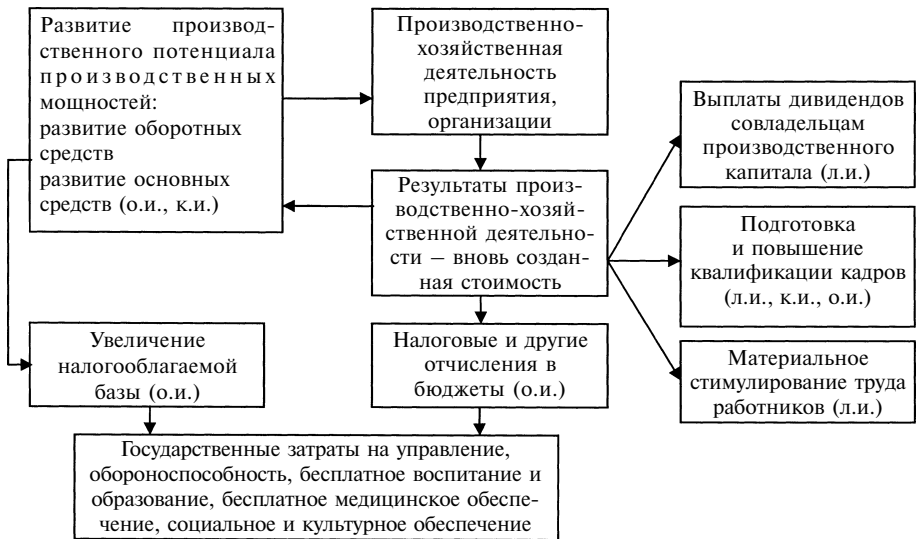 Развитие производ-
ственного потенциала
производственных
мощностей:
развитие оборотных
средств
развитие основных
средств (о.и., к.и.)
Производственно-
хозяйственная
деятельность
предприятия,
организации
Результаты произ-
водственно-хозяй-
ственной деятельно-
сти – вновь создан-
ная стоимость
Выплаты дивидендов
совладельцам
производственного
капитала (л.и.)
Подготовка
и повышение
квалификации кадров
(л.и., к.и., о.и.)
Материальное
стимулирование труда
работников (л.и.)
Увеличение
налогооблагаемой
базы (о.и.)
Налоговые и другие
отчисления в
бюджеты (о.и.)
Государственные затраты на управление,
обороноспособность, бесплатное воспитание и
образование, бесплатное медицинское обеспе-
чение, социальное и культурное обеспечение